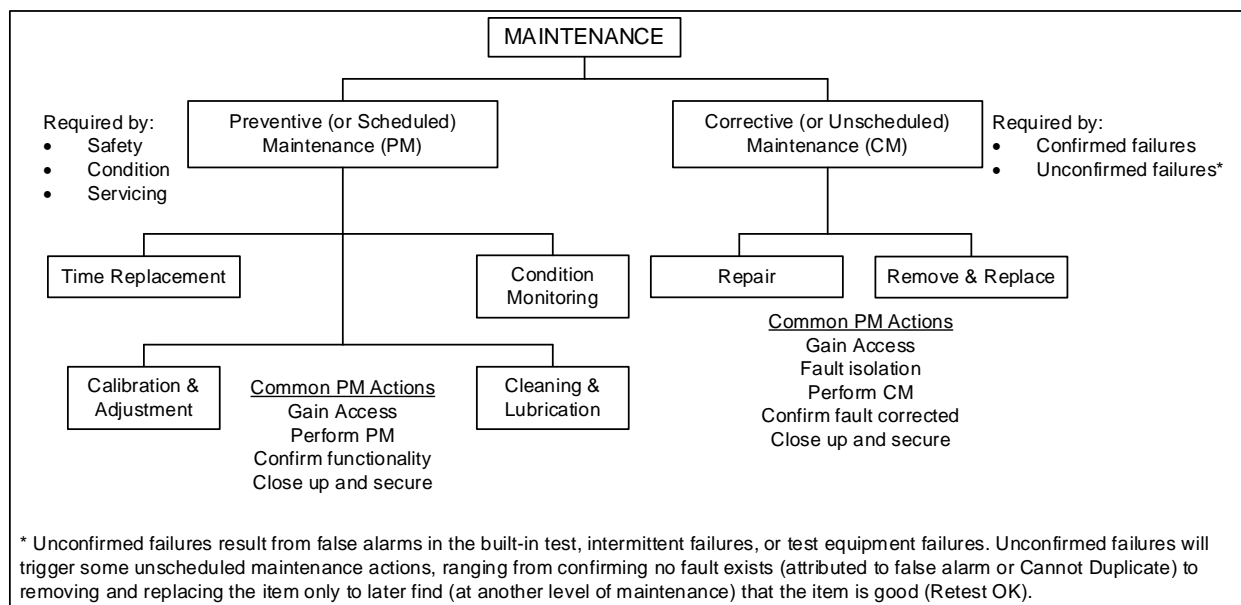 MAINTENANCE
Required by:
• Safety
• Condition
• Servicing
Preventive (or Scheduled)
Maintenance (PM)
Corrective (or Unscheduled)
Maintenance (CM)
Required by:
• Confirmed failures
• Unconfirmed failures*
Time Replacement
Condition
Monitoring
Repair
Remove & Replace
Calibration &
Adjustment
Common PM Actions
Gain Access
Perform PM
Confirm functionality
Close up and secure
Cleaning &
Lubrication
Common PM Actions
Gain Access
Fault isolation
Perform CM
Confirm fault corrected
Close up and secure
* Unconfirmed failures result from false alarms in the built-in test, intermittent failures, or test equipment failures. Unconfirmed failures will
trigger some unscheduled maintenance actions, ranging from confirming no fault exists (attributed to false alarm or Cannot Duplicate) to
removing and replacing the item only to later find (at another level of maintenance) that the item is good (Retest OK).